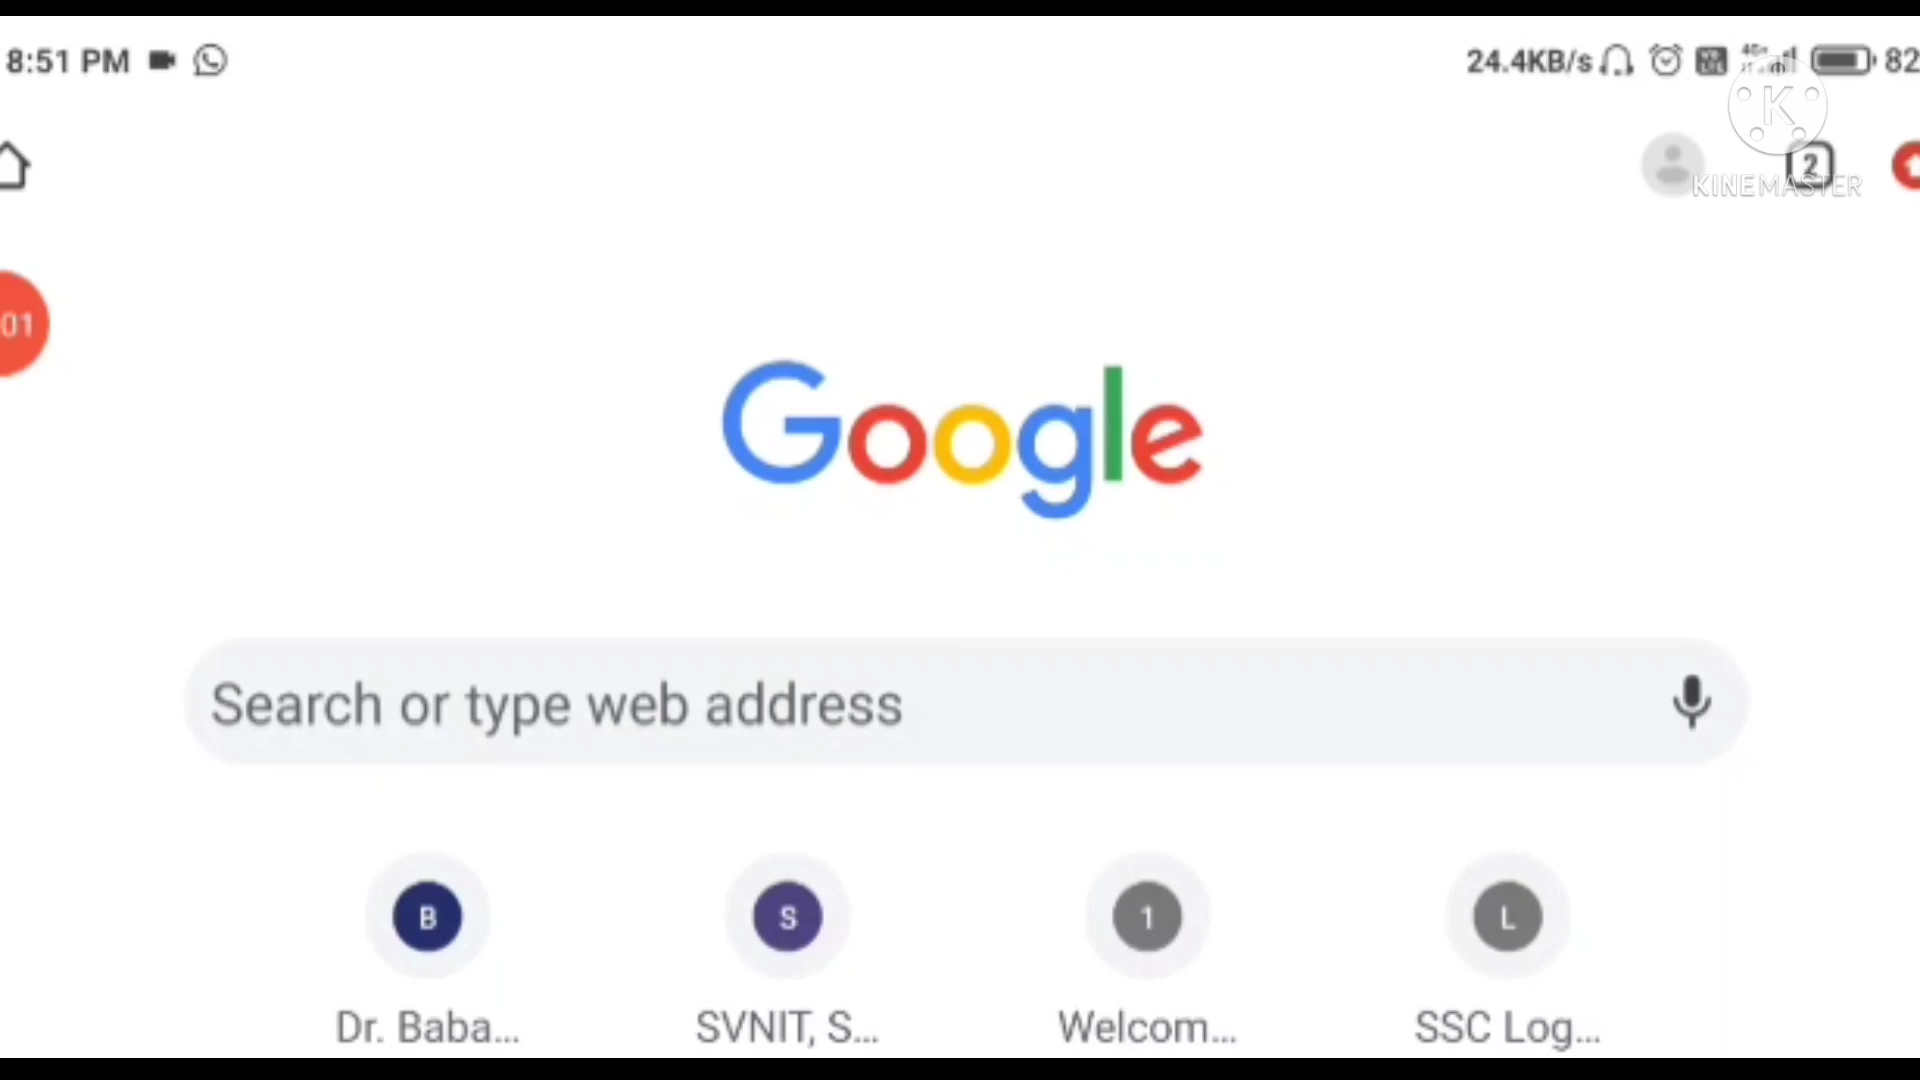 8:51 PM
24.4KB/s
82
K
2
KINEMASTER
01
Google
Search or type web address
B
S
1
L
Dr. Baba...
SVNIT, S...
Welcom...
SSC Log...